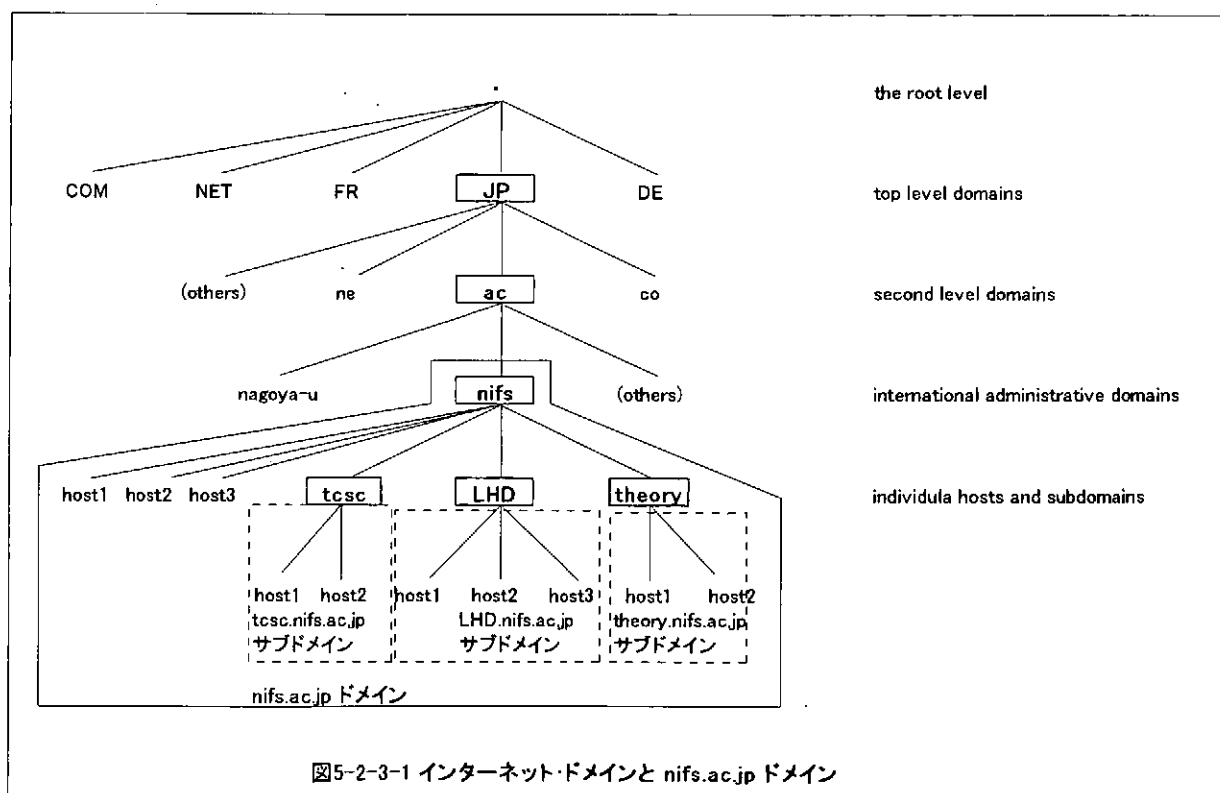 .
the root level
COM NET FR JP DE top level domains
(others) ne ac co second level domains
nagoya-u nifs (others) international administrative domains
host1 host2 host3 tcsc LHD theory individula hosts and subdomains
host1 host2 host1 host2 host3 host1 host2
tcsc.nifs.ac.jp LHD.nifs.ac.jp theory.nifs.ac.jp
サブドメイン サブドメイン サブドメイン
nifs.ac.jp ドメイン
図5-2-3-1 インターネット・ドメインと nifs.ac.jp ドメイン